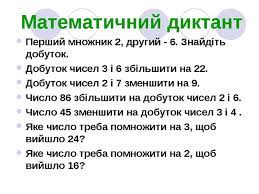 Математичний диктант
Перший множник 2, другий - 6. Знайдіть
добуток.
Добуток чисел 3 і 6 збільшити на 22.
Добуток чисел 2 і 7 зменшити на 9.
Число 86 збільшити на добуток чисел 2 і 6.
Число 45 зменшити на добуток чисел 3 і 4 .
Яке число треба помножити на 3, щоб
вийшло 24?
Яке число треба помножити на 2, щоб
вийшло 16?